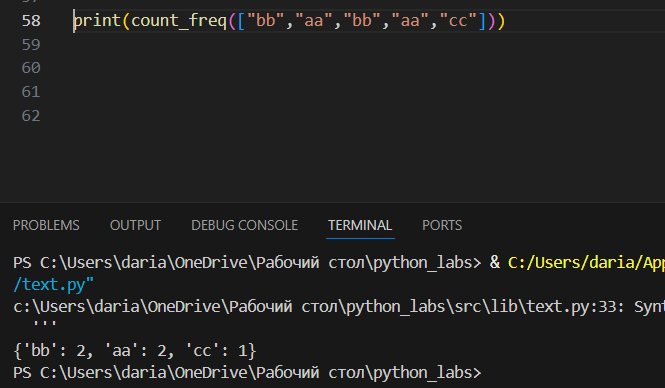 58 print(count_freq(["bb","aa","bb","aa","cc"]))
59
60
61
62
PROBLEMS OUTPUT DEBUG CONSOLE TERMINAL PORTS
PS C:\Users\daria\OneDrive\Рабочий стол\python_labs> & C:/Users/daria/App
/text.py"
c:\Users\daria\OneDrive\Рабочий стол\python_labs\src\lib\text.py:33: Synt
'''
{'bb': 2, 'aa': 2, 'cc': 1}
PS C:\Users\daria\OneDrive\Рабочий стол\python_labs>